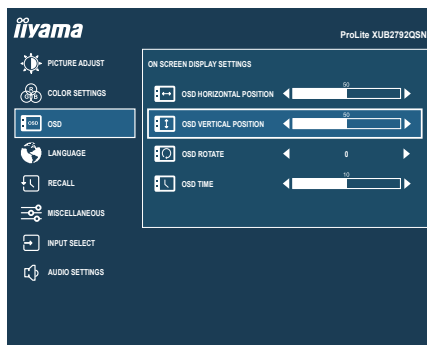 iiyama
ProLite XUB2792QSN
PICTURE ADJUST
COLOR SETTINGS
OSD OSD
LANGUAGE
RECALL
MISCELLANEOUS
INPUT SELECT
AUDIO SETTINGS
ON SCREEN DISPLAY SETTINGS
OSD HORIZONTAL POSITION 50
OSD VERTICAL POSITION 50
OSD ROTATE 0
OSD TIME 10